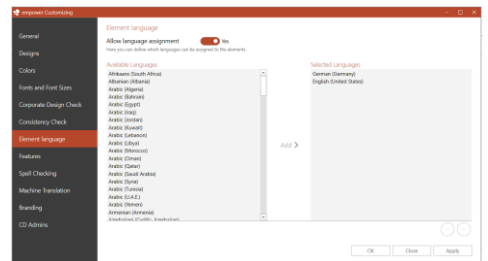 empower Customizing
General
Designs
Colors
Fonts and Font Sizes
Corporate Design Check
Consistency Check
Element language
Features
Spell Checking
Machine Translation
Branding
CD Admins
Element language
Allow language assignment
Yes
Here you can define which languages can be assigned to the elements.
Available Languages
Afrikaans (South Africa)
Albanian (Albania)
Arabic (Algeria)
Arabic (Bahrain)
Arabic (Egypt)
Arabic (Iraq)
Arabic (Jordan)
Arabic (Kuwait)
Arabic (Lebanon)
Arabic (Libya)
Arabic (Morocco)
Arabic (Oman)
Arabic (Qatar)
Arabic (Saudi Arabia)
Arabic (Syria)
Arabic (Tunisia)
Arabic (U.A.E.)
Arabic (Yemen)
Armenian (Armenia)
Azerbaijani (Cyrillic, Azerbaijan)
Add >
Selected Languages
German (Germany)
English (United States)
OK
Close
Apply